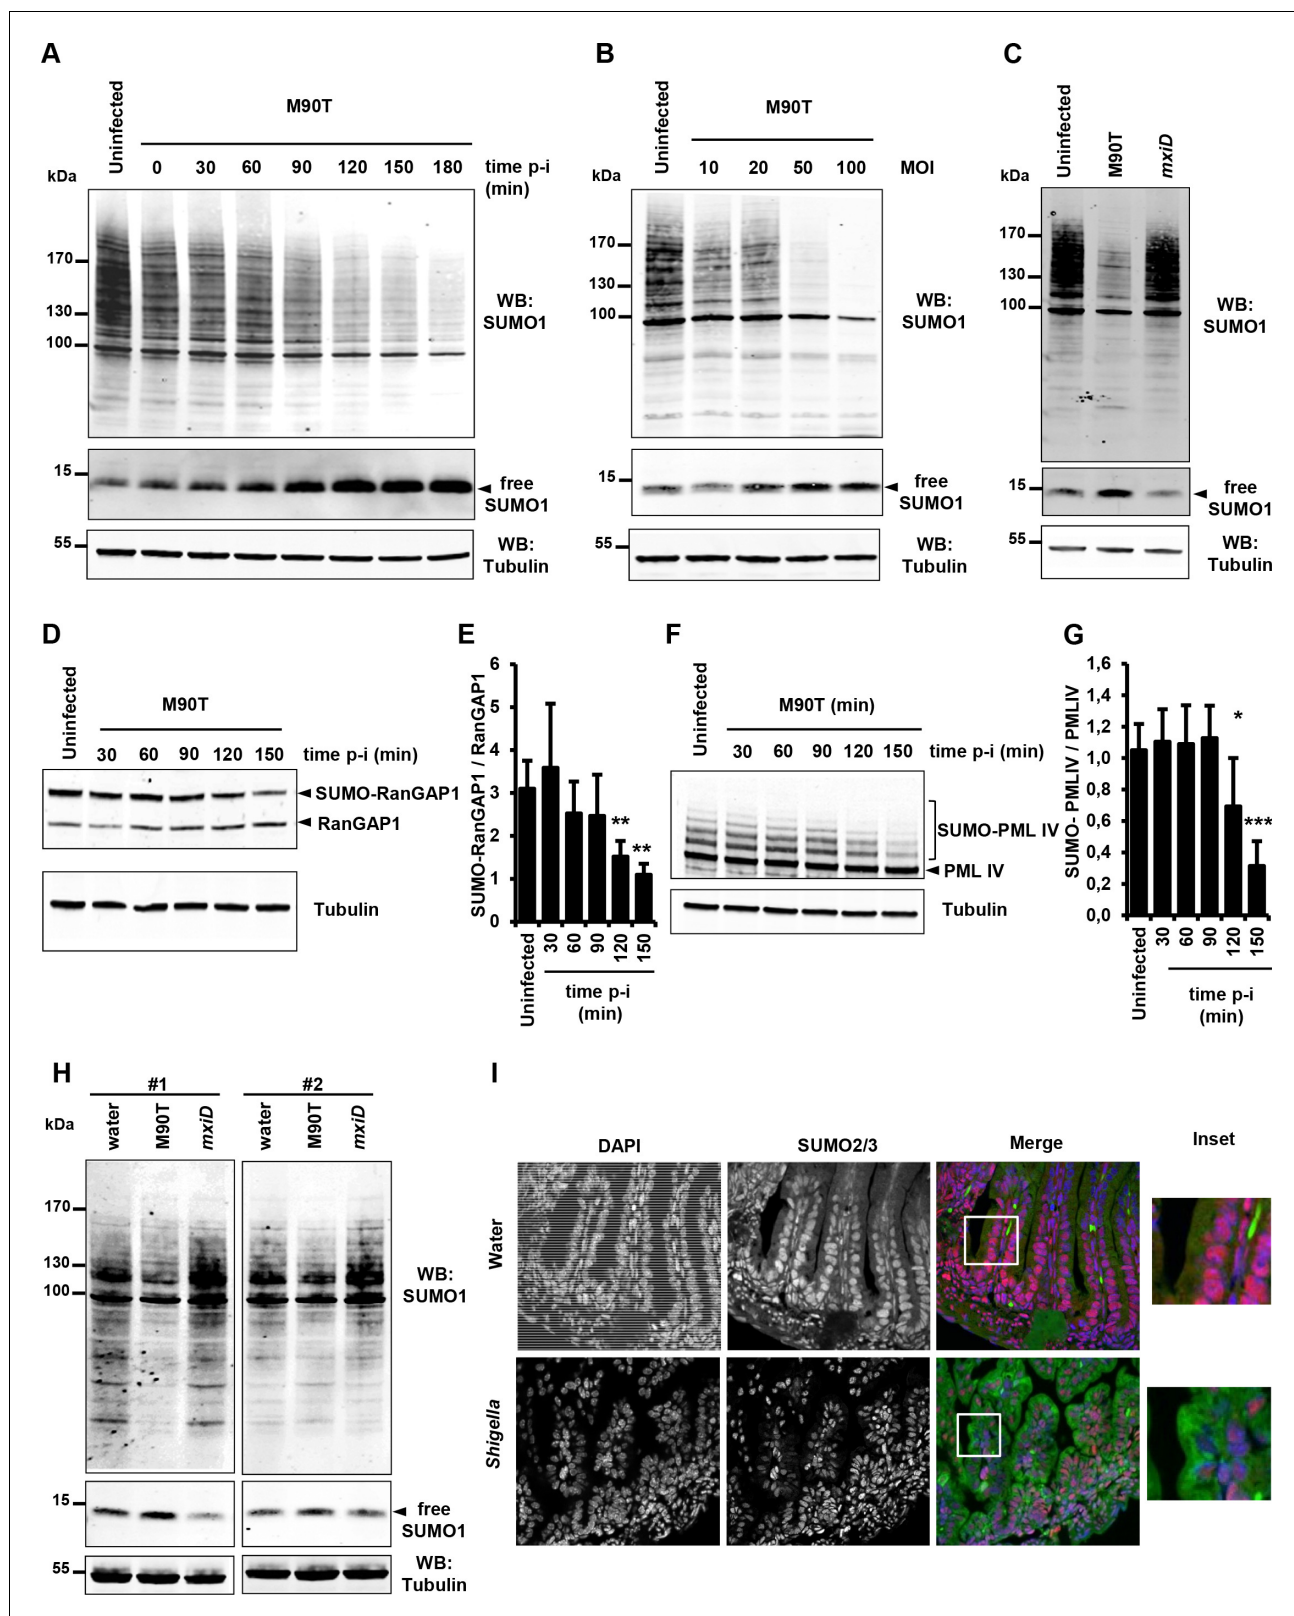 A
Uninfected
M90T
0 30 60 90 120 150 180
time p-i
(min)
kDa
170
130
100
WB:
SUMO1
15
free
SUMO1
55
WB:
Tubulin
B
Uninfected
M90T
10 20 50 100
MOI
kDa
170
130
100
WB:
SUMO1
15
free
SUMO1
55
WB:
Tubulin
C
Uninfected
M90T
mxiD
kDa
170
130
100
WB:
SUMO1
15
free
SUMO1
55
WB:
Tubulin
D
Uninfected
M90T
30 60 90 120 150
time p-i (min)
SUMO-RanGAP1
RanGAP1
Tubulin
E
SUMO-RanGAP1 / RanGAP1
6
5
4
3
2
1
0
**
**
Uninfected
30
60
90
120
150
time p-i
(min)
F
Uninfected
M90T (min)
30 60 90 120 150
time p-i (min)
SUMO-PML IV
PML IV
Tubulin
G
SUMO- PMLIV / PMLIV
1,6
1,4
1,2
1,0
0,8
0,6
0,4
0,2
0,0
*
***
Uninfected
30
60
90
120
150
time p-i
(min)
H
#1
#2
kDa
water
M90T
mxiD
water
M90T
mxiD
170
130
100
WB:
SUMO1
15
free
SUMO1
55
WB:
Tubulin
I
DAPI
SUMO2/3
Merge
Inset
Water
Shigella